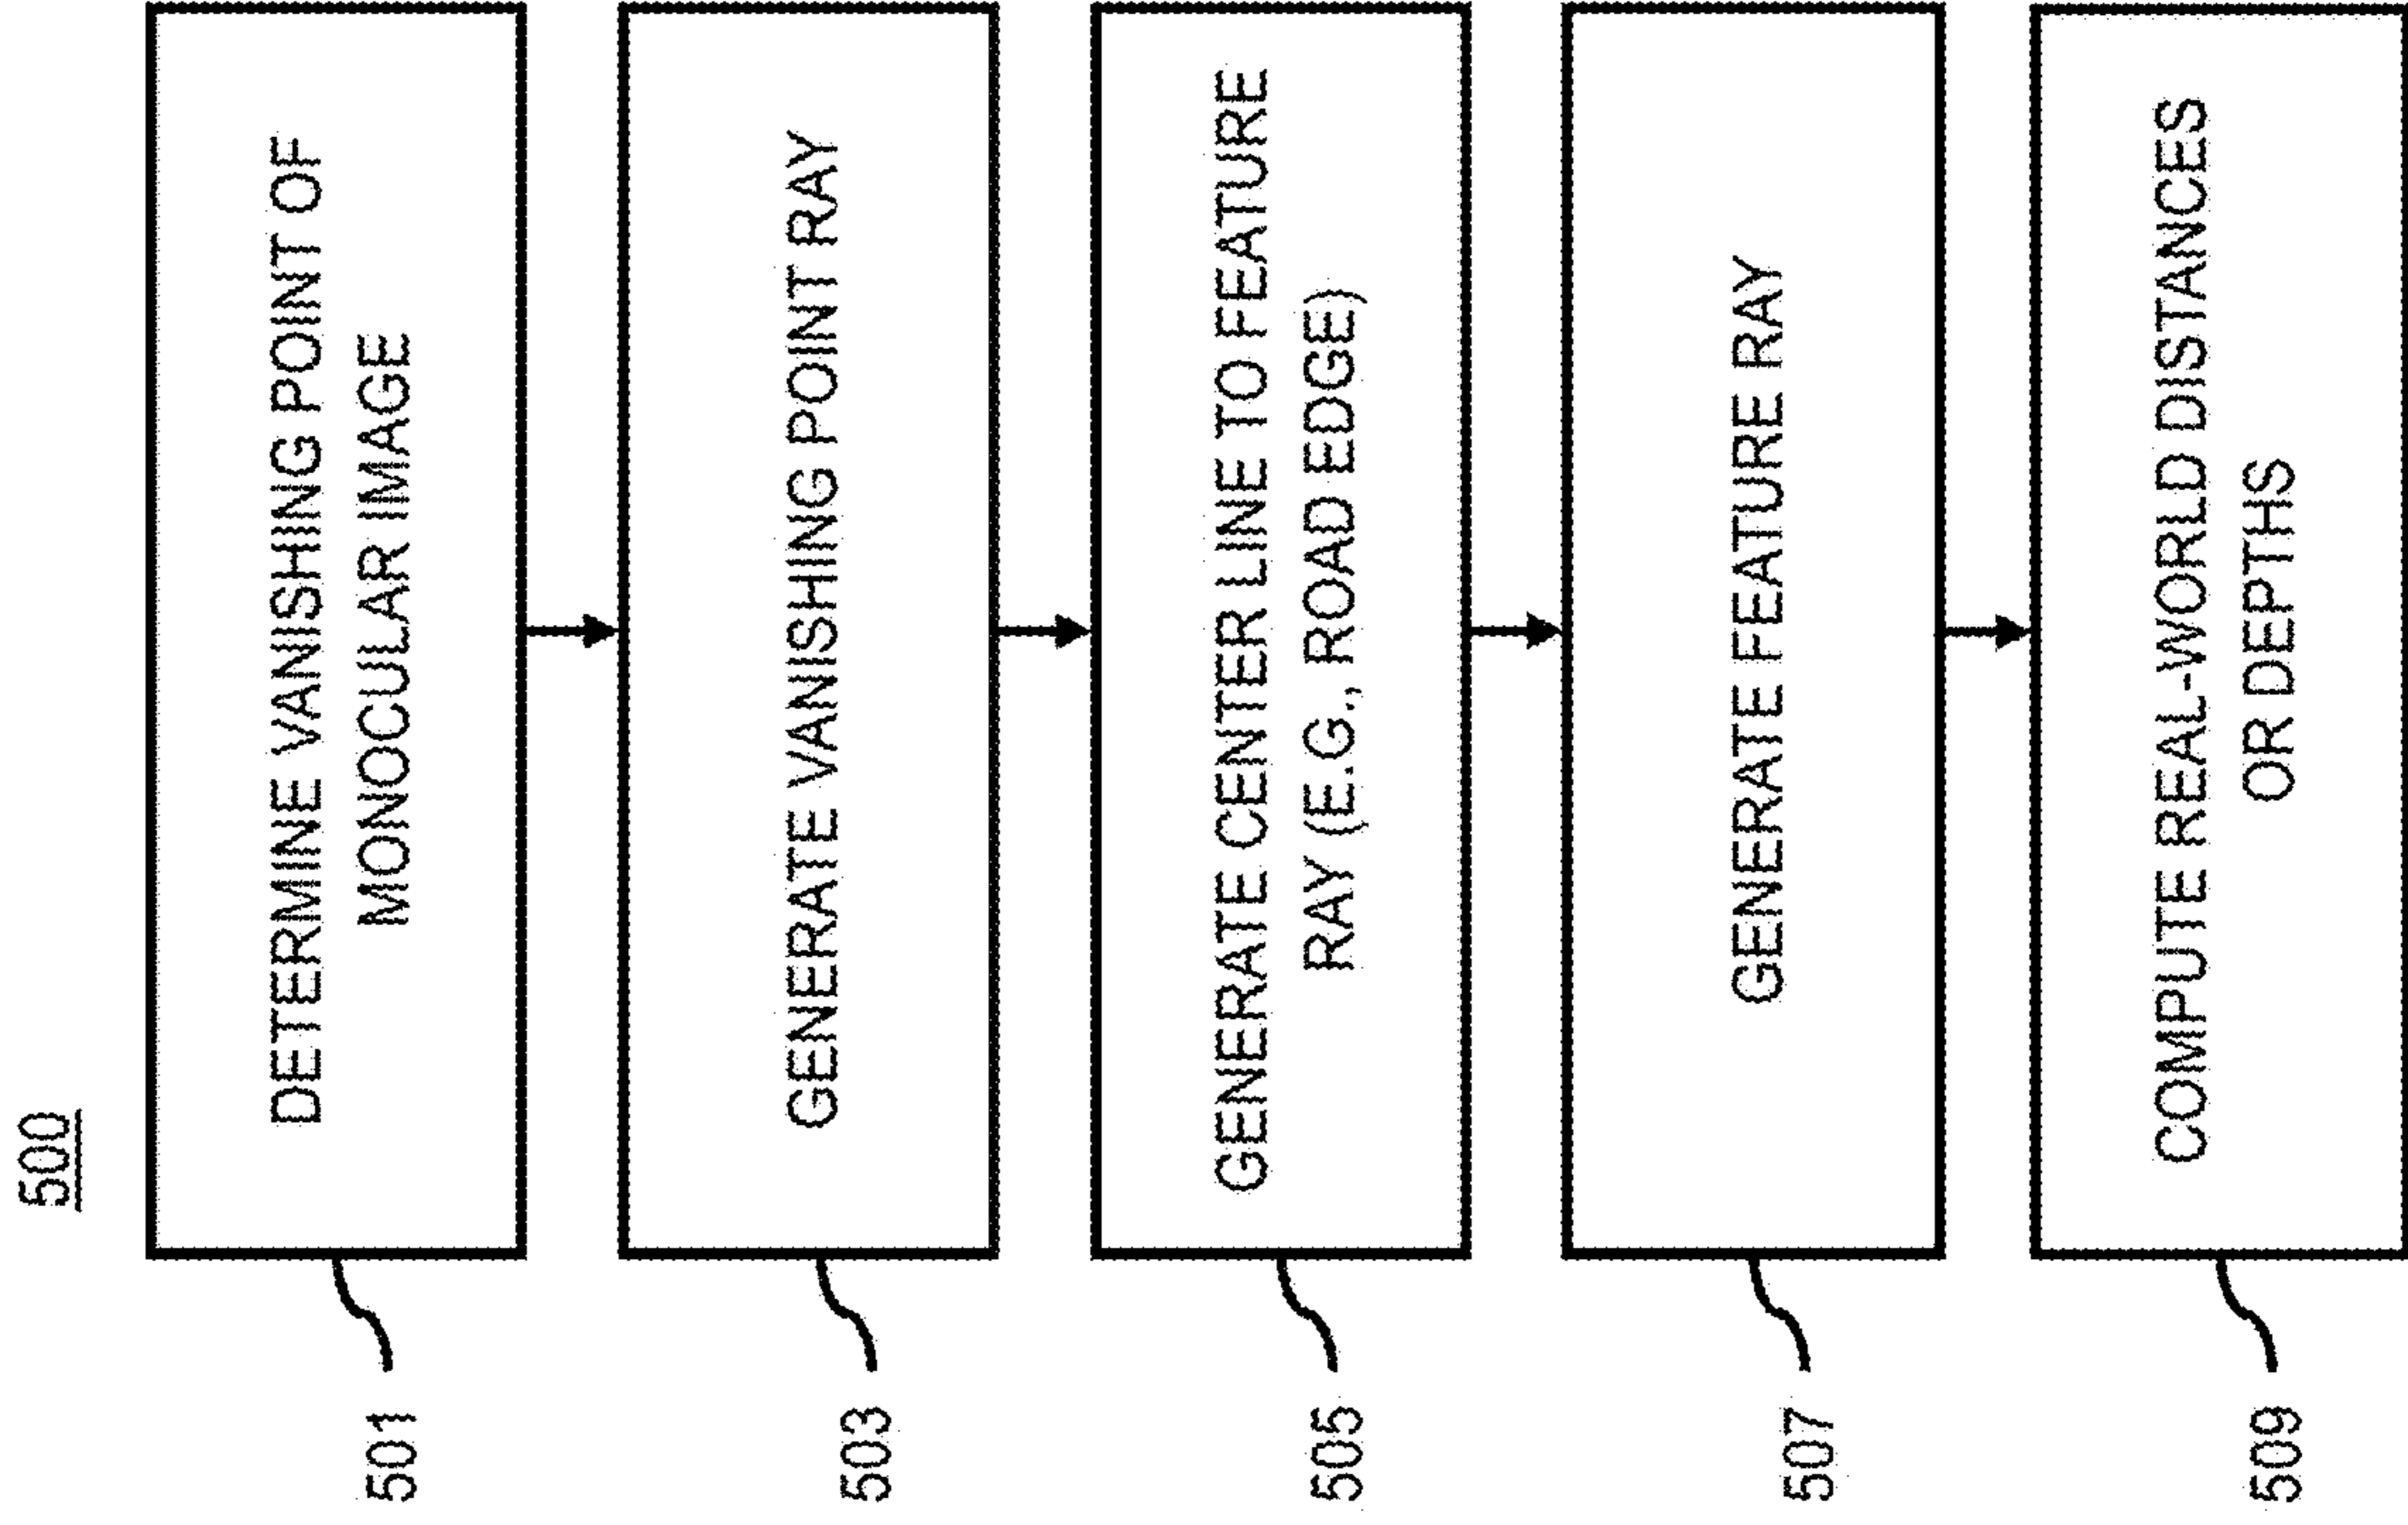 500
501
DETERMINE VANISHING POINT OF
MONOCULAR IMAGE
503
GENERATE VANISHING POINT RAY
505
GENERATE CENTER LINE TO FEATURE
RAY (E.G., ROAD EDGE)
507
GENERATE FEATURE RAY
509
COMPUTE REAL-WORLD DISTANCES
OR DEPTHS